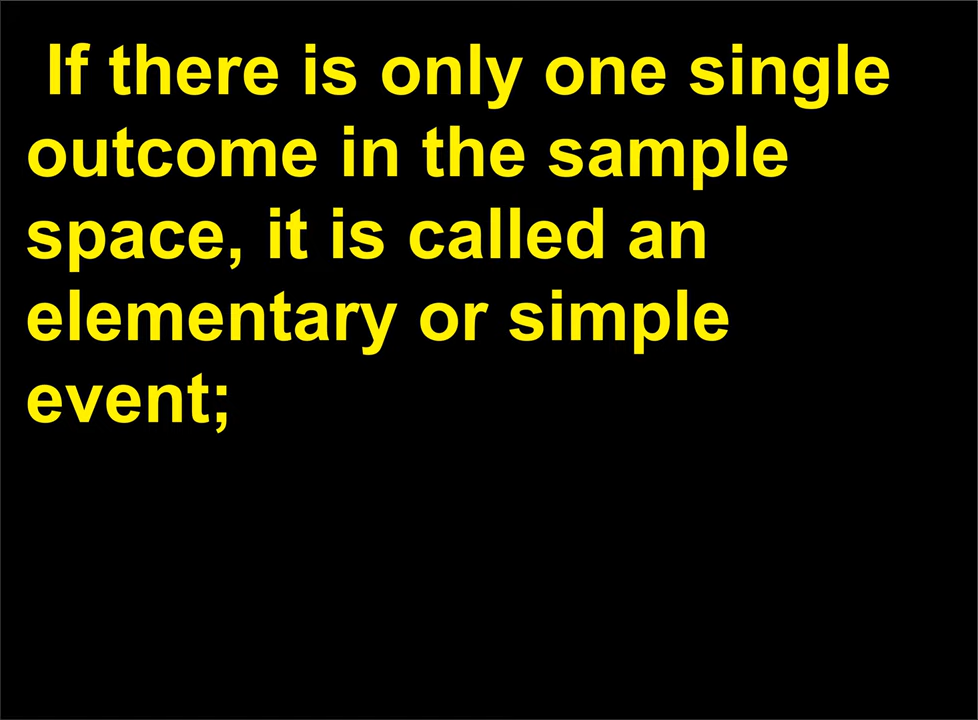 If there is only one single
outcome in the sample
space, it is called an
elementary or simple
event;